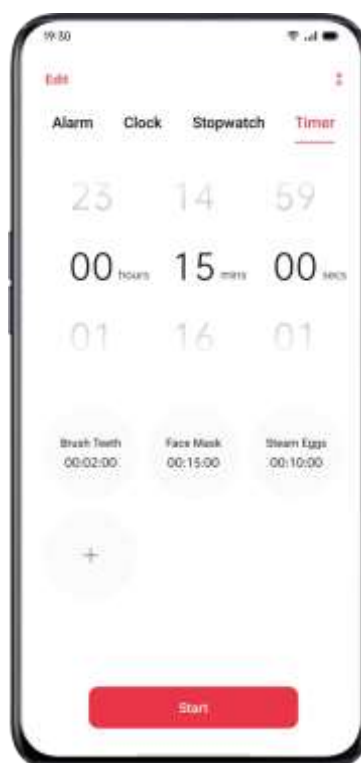 19:30
Edit
Alarm Clock Stopwatch Timer
23 14 59
00 hours 15 mins 00 secs
01 16 01
Brush Teeth Face Mask Steam Eggs
00:02:00 00:15:00 00:10:00
+
Start